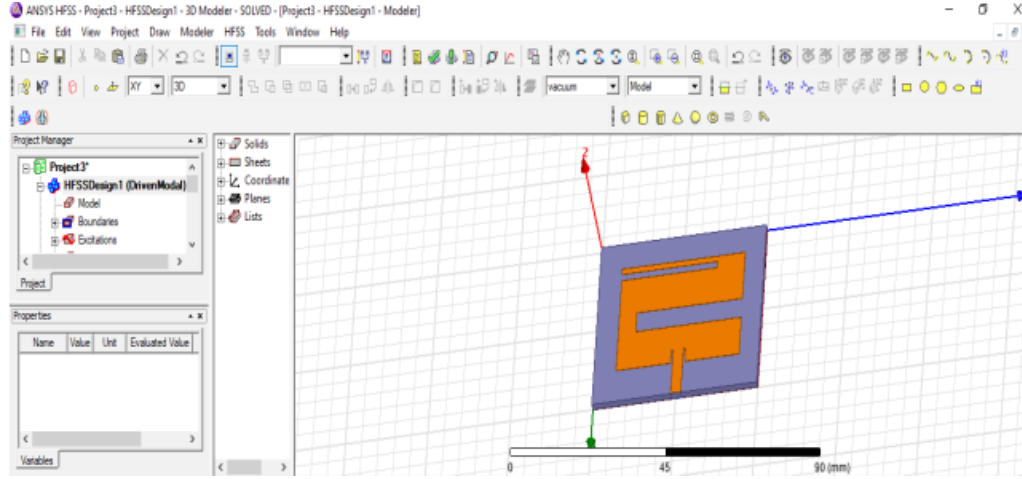 ANSYS HFSS - Project3 - HFSSDesign1 - 3D Modeler - SOLVED - [Project3 - HFSSDesign1 - Modeler]
File Edit View Project Draw Modeler HFSS Tools Window Help
XY 3D vacuum Model
Project Manager
Project3*
HFSSDesign1 (DrivenModal)
Model
Boundaries
Excitations
Project
Properties
Name Value Unit Evaluated Value
Variables
Solids
Sheets
Coordinate
Planes
Lists
Z
0 45 90 (mm)